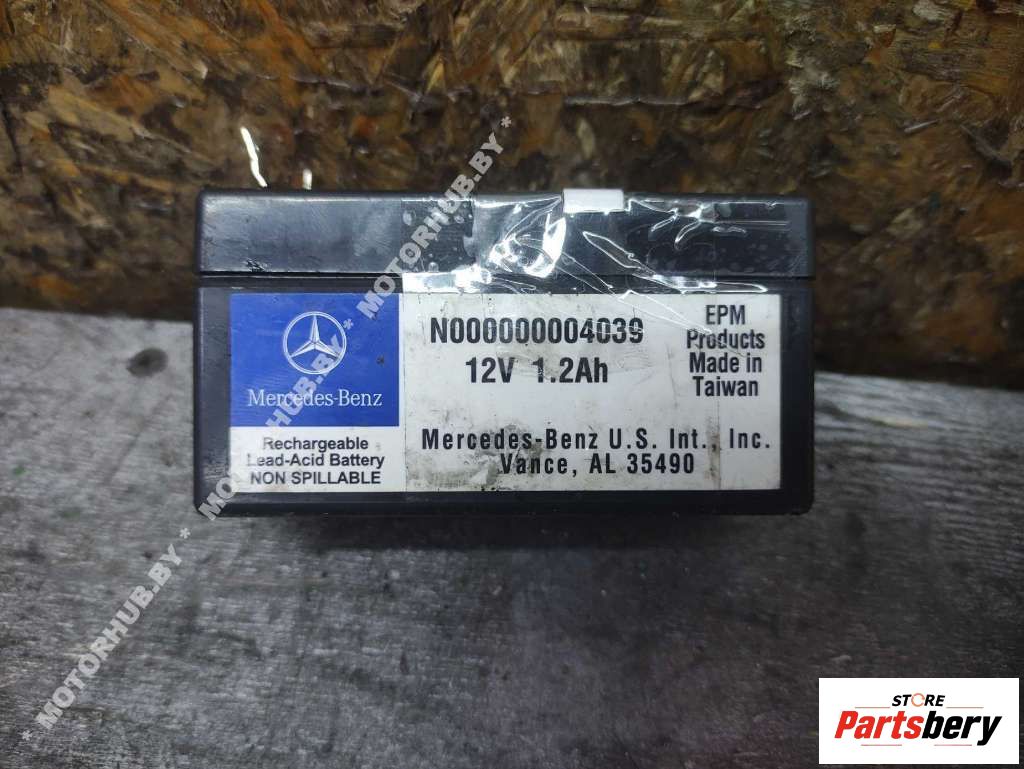 N000000004039
12V 1.2Ah
EPM
Products
Made in
Taiwan
Mercedes-Benz
Rechargeable
Lead-Acid Battery
NON SPILLABLE
Mercedes-Benz U.S. Int., Inc.
Vance, AL 35490
* MOTORHUB.BY * MOTORHUB.BY * MOTORHUB.BY *
STORE
Partsbery